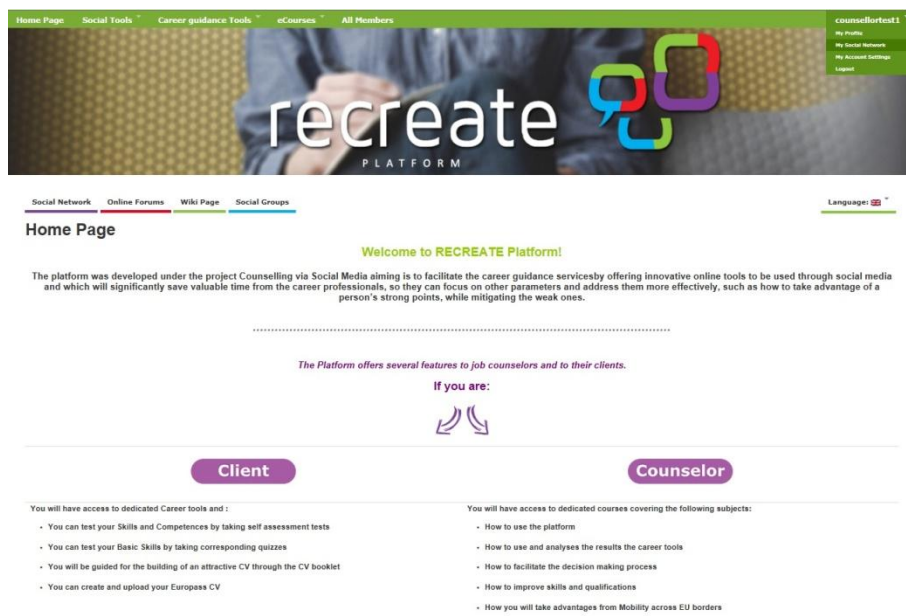 Home Page Social Tools Career guidance Tools eCourses All Members counsellortest1
My Profile
My Social Network
My Account Settings
Logout
recreate
PLATFORM
Social Network Online Forums Wiki Page Social Groups Language:
Home Page
Welcome to RECREATE Platform!
The platform was developed under the project Counselling via Social Media aiming is to facilitate the career guidance servicesby offering innovative online tools to be used through social media
and which will significantly save valuable time from the career professionals, so they can focus on other parameters and address them more effectively, such as how to take advantage of a
person's strong points, while mitigating the weak ones.
The Platform offers several features to job counselors and to their clients.
If you are:
Client
You will have access to dedicated Career tools and :
• You can test your Skills and Competences by taking self assessment tests
• You can test your Basic Skills by taking corresponding quizzes
• You will be guided for the building of an attractive CV through the CV booklet
• You can create and upload your Europass CV
Counselor
You will have access to dedicated courses covering the following subjects:
• How to use the platform
• How to use and analyses the results the career tools
• How to facilitate the decision making process
• How to improve skills and qualifications
• How you will take advantages from Mobility across EU borders